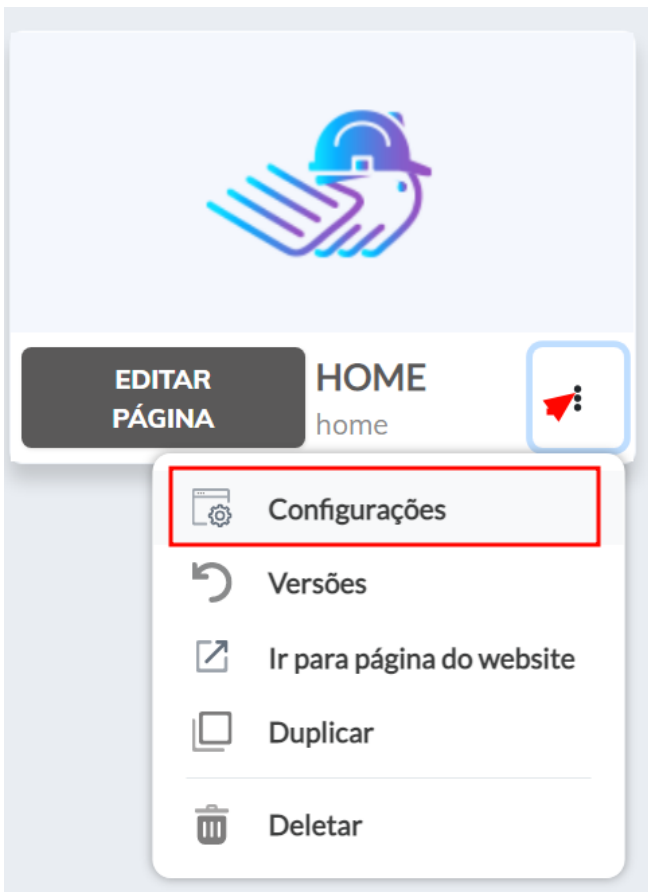 EDITAR
PÁGINA
HOME
home
Configurações
Versões
Ir para página do website
Duplicar
Deletar